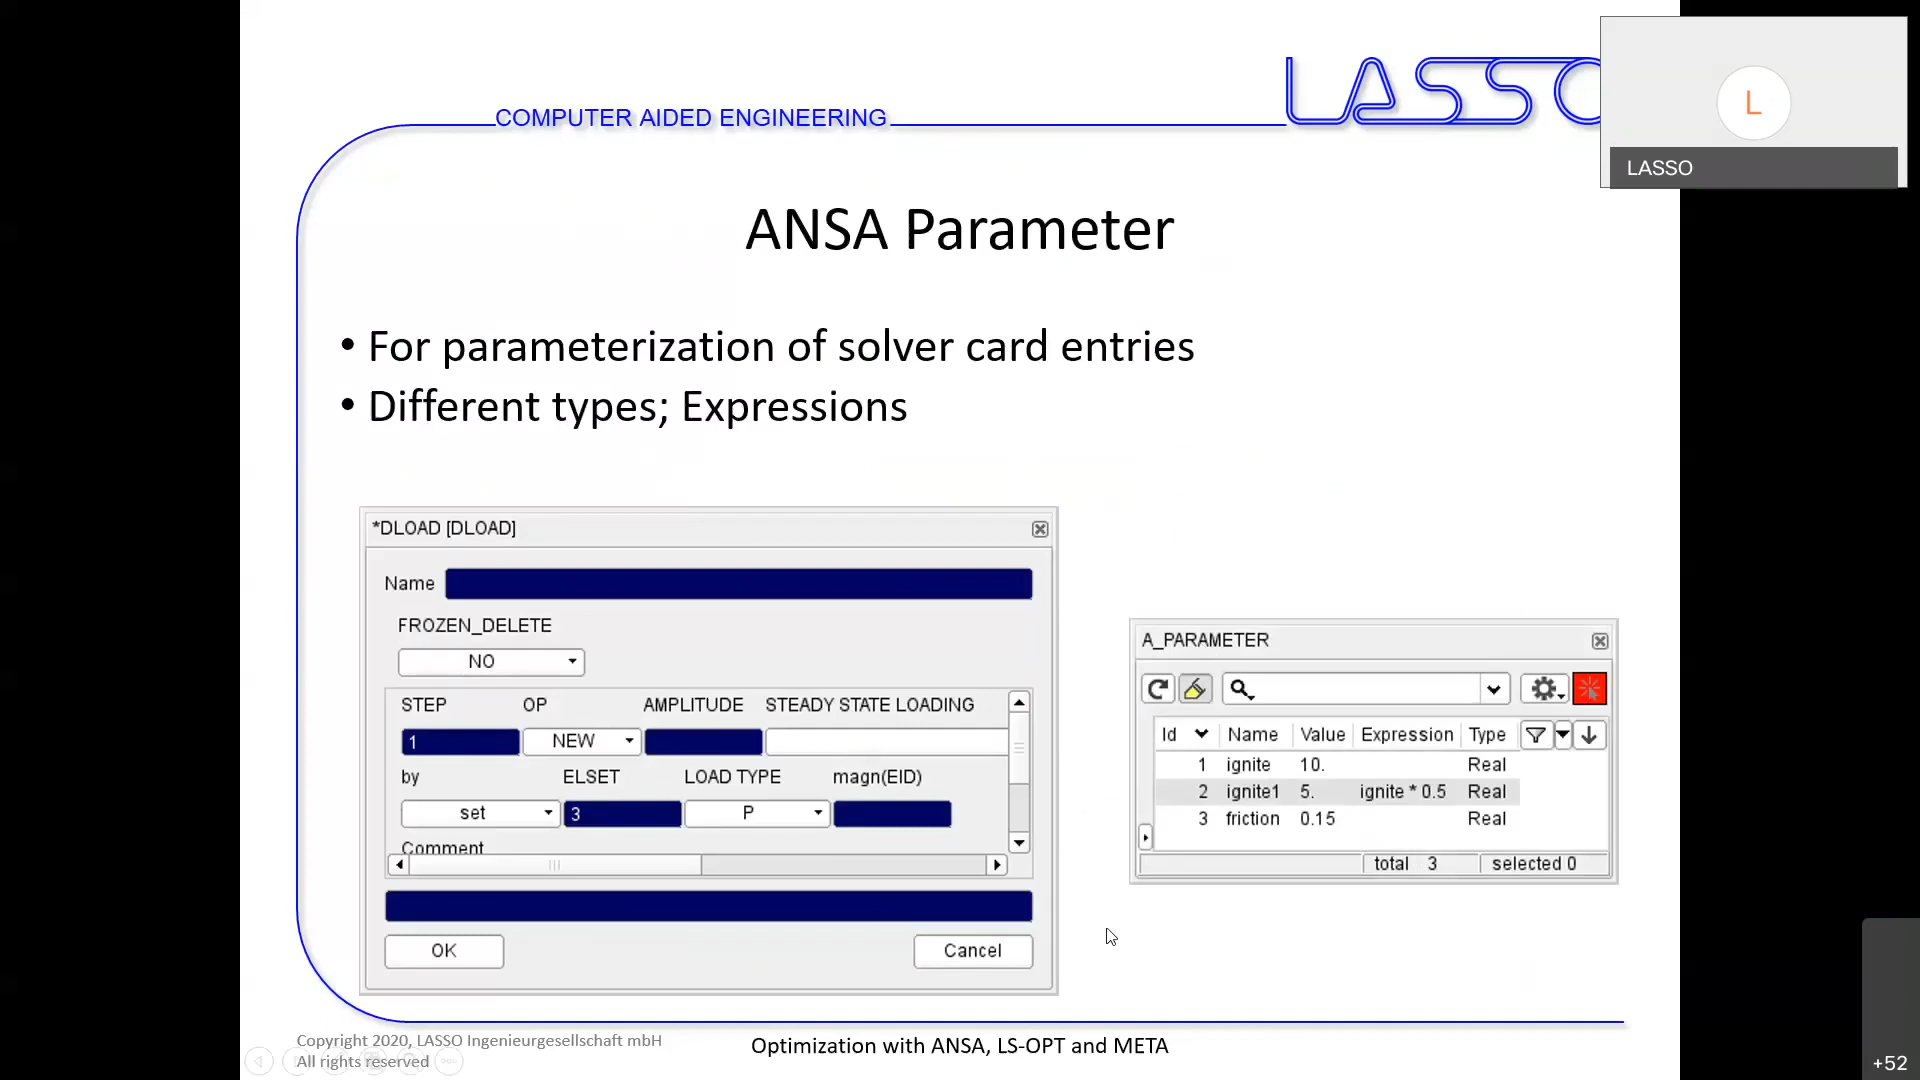 COMPUTER AIDED ENGINEERING
LASSO
L
LASSO
ANSA Parameter
• For parameterization of solver card entries
• Different types; Expressions
*DLOAD [DLOAD]
Name
FROZEN_DELETE
NO
STEP OP AMPLITUDE STEADY STATE LOADING
1 NEW
by ELSET LOAD TYPE magn(EID)
set 3 P
Comment
OK Cancel
A_PARAMETER
Id Name Value Expression Type
1 ignite 10. Real
2 ignite1 5. ignite * 0.5 Real
3 friction 0.15 Real
total 3 selected 0
Copyright 2020, LASSO Ingenieurgesellschaft mbH
All rights reserved
Optimization with ANSA, LS-OPT and META
+52